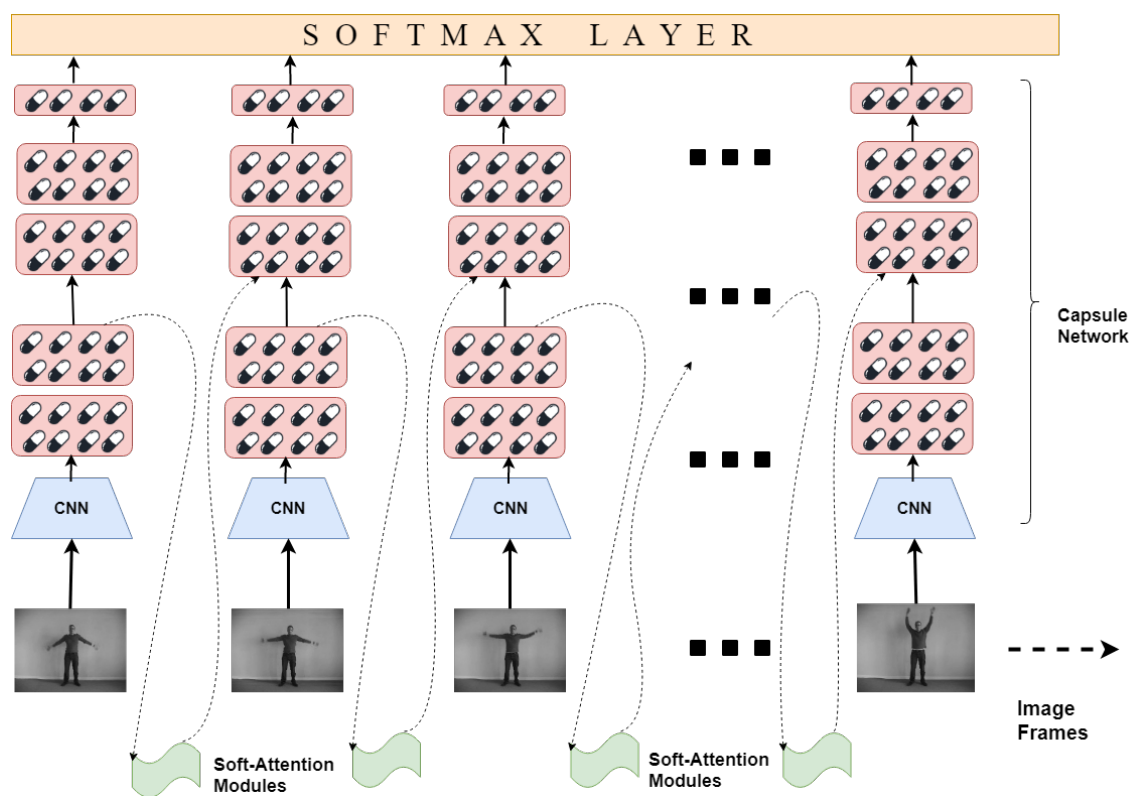 SOFTMAX LAYER
Capsule
Network
CNN
CNN
CNN
CNN
Image
Frames
Soft-Attention
Modules
Soft-Attention
Modules